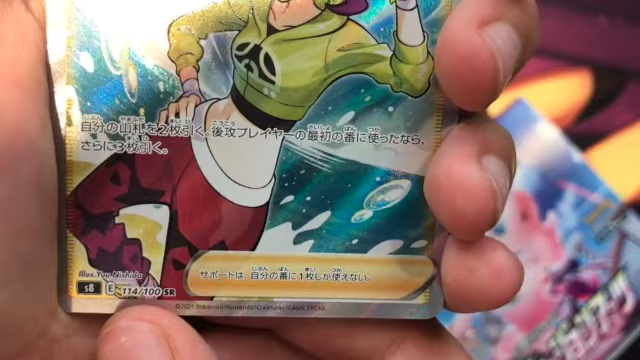 自分の山札を2枚引く。後攻プレイヤーの最初の番に使ったなら、
さらに3枚引く。
サポートは、自分の番に1枚しか使えない。
Illus. You Nishida
s8 E 114/100 SR
©2021 Pokémon/Nintendo/Creatures/GAME FREAK.